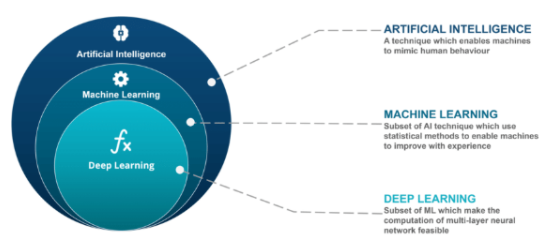 Artificial Intelligence
Machine Learning
fx
Deep Learning
ARTIFICIAL INTELLIGENCE
A technique which enables machines
to mimic human behaviour
MACHINE LEARNING
Subset of AI technique which use
statistical methods to enable machines
to improve with experience
DEEP LEARNING
Subset of ML which make the
computation of multi-layer neural
network feasible